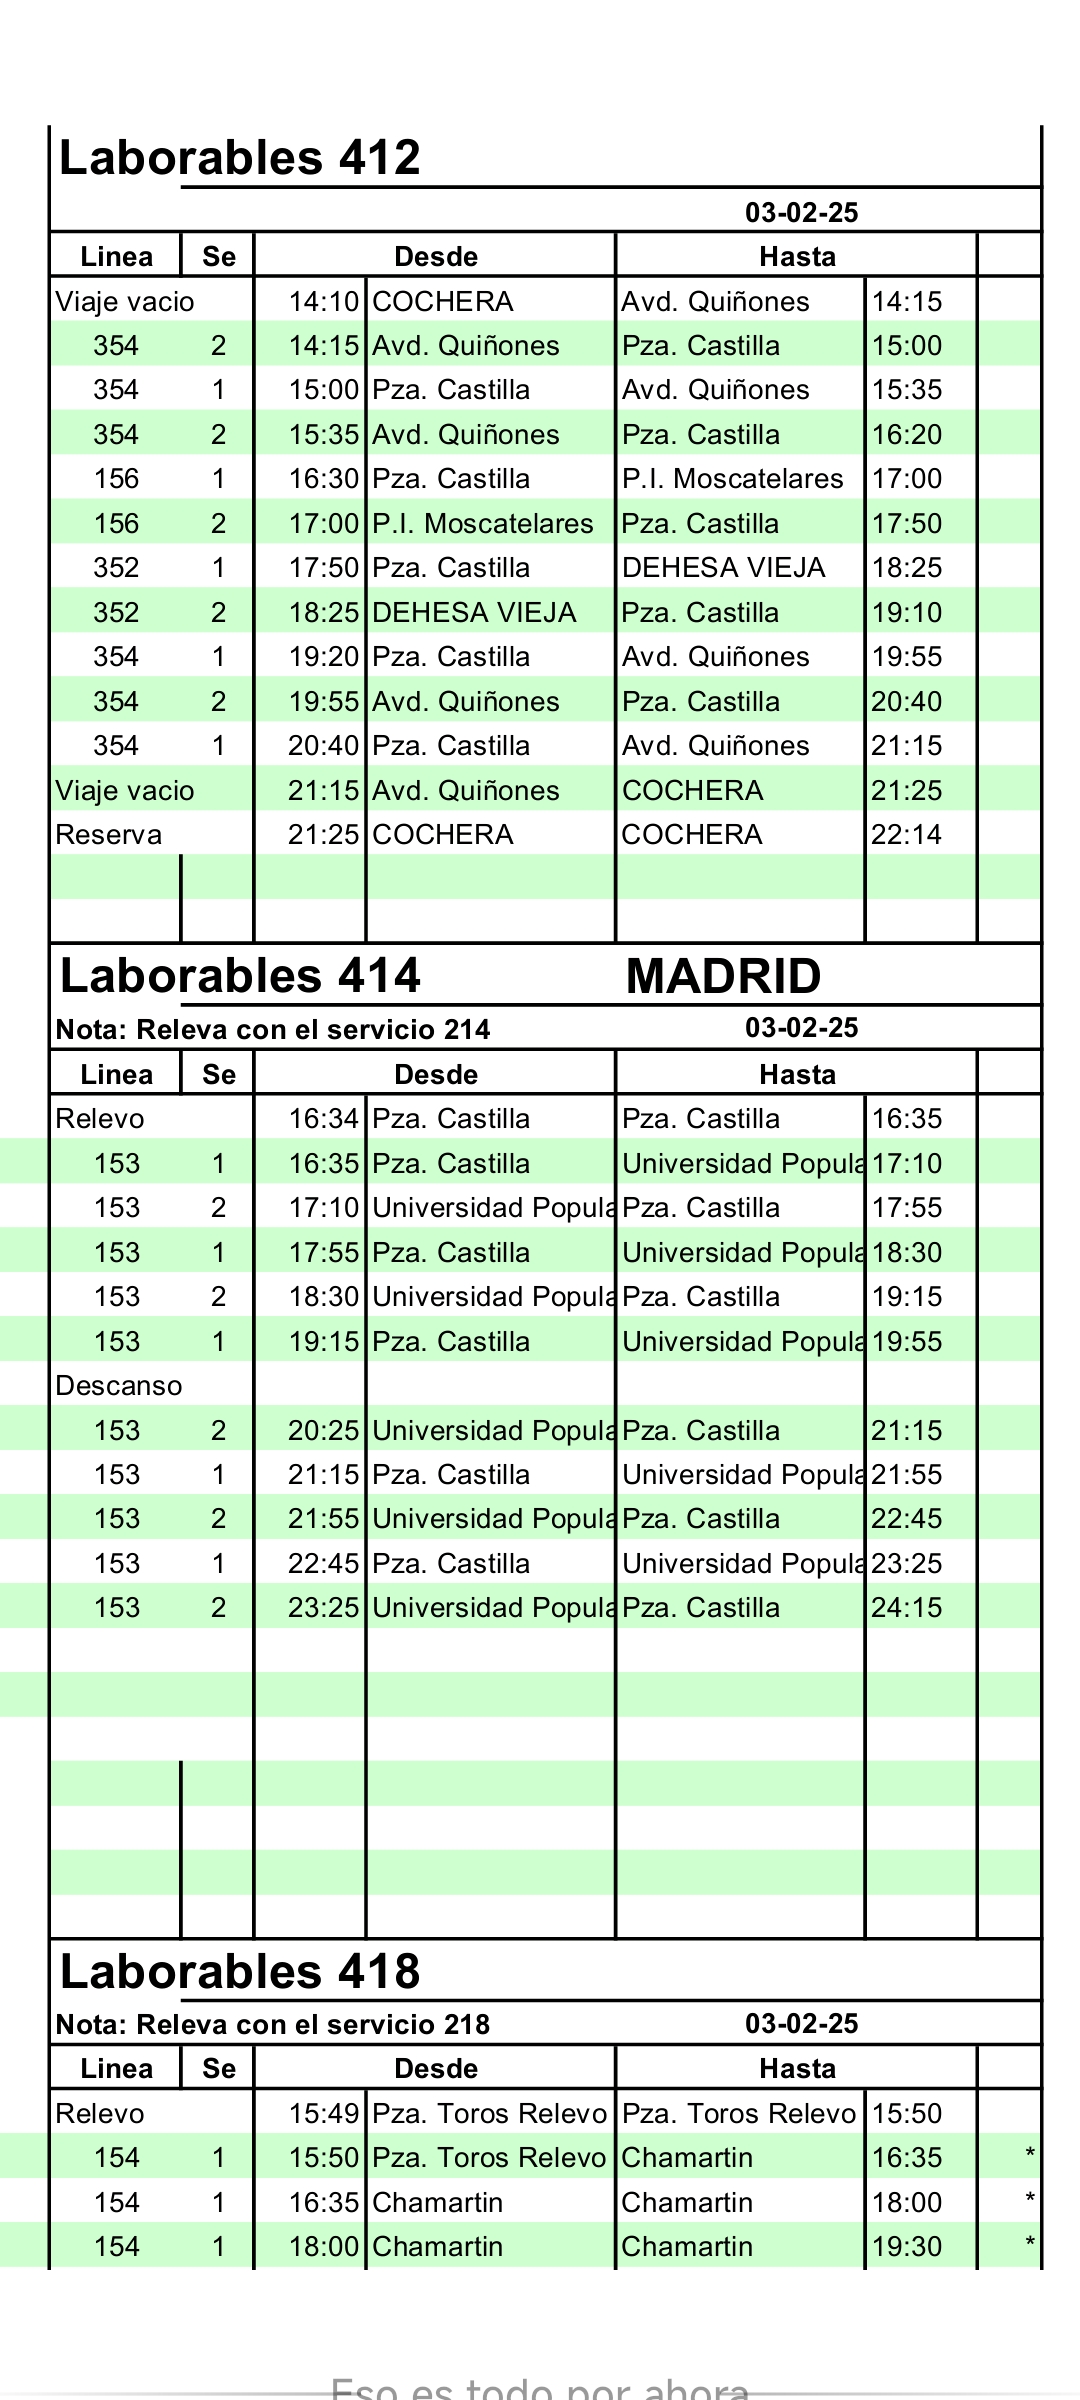 Laborables 412
03-02-25
Linea Se Desde Hasta
Viaje vacio 14:10 COCHERA Avd. Quiñones 14:15
354 2 14:15 Avd. Quiñones Pza. Castilla 15:00
354 1 15:00 Pza. Castilla Avd. Quiñones 15:35
354 2 15:35 Avd. Quiñones Pza. Castilla 16:20
156 1 16:30 Pza. Castilla P.I. Moscatelares 17:00
156 2 17:00 P.I. Moscatelares Pza. Castilla 17:50
352 1 17:50 Pza. Castilla DEHESA VIEJA 18:25
352 2 18:25 DEHESA VIEJA Pza. Castilla 19:10
354 1 19:20 Pza. Castilla Avd. Quiñones 19:55
354 2 19:55 Avd. Quiñones Pza. Castilla 20:40
354 1 20:40 Pza. Castilla Avd. Quiñones 21:15
Viaje vacio 21:15 Avd. Quiñones COCHERA 21:25
Reserva 21:25 COCHERA COCHERA 22:14
Laborables 414 MADRID
Nota: Releva con el servicio 214 03-02-25
Linea Se Desde Hasta
Relevo 16:34 Pza. Castilla Pza. Castilla 16:35
153 1 16:35 Pza. Castilla Universidad Popula 17:10
153 2 17:10 Universidad Popula Pza. Castilla 17:55
153 1 17:55 Pza. Castilla Universidad Popula 18:30
153 2 18:30 Universidad Popula Pza. Castilla 19:15
153 1 19:15 Pza. Castilla Universidad Popula 19:55
Descanso
153 2 20:25 Universidad Popula Pza. Castilla 21:15
153 1 21:15 Pza. Castilla Universidad Popula 21:55
153 2 21:55 Universidad Popula Pza. Castilla 22:45
153 1 22:45 Pza. Castilla Universidad Popula 23:25
153 2 23:25 Universidad Popula Pza. Castilla 24:15
Laborables 418
Nota: Releva con el servicio 218 03-02-25
Linea Se Desde Hasta
Relevo 15:49 Pza. Toros Relevo Pza. Toros Relevo 15:50
154 1 15:50 Pza. Toros Relevo Chamartin 16:35 *
154 1 16:35 Chamartin Chamartin 18:00 *
154 1 18:00 Chamartin Chamartin 19:30 *
Eso es todo por ahora